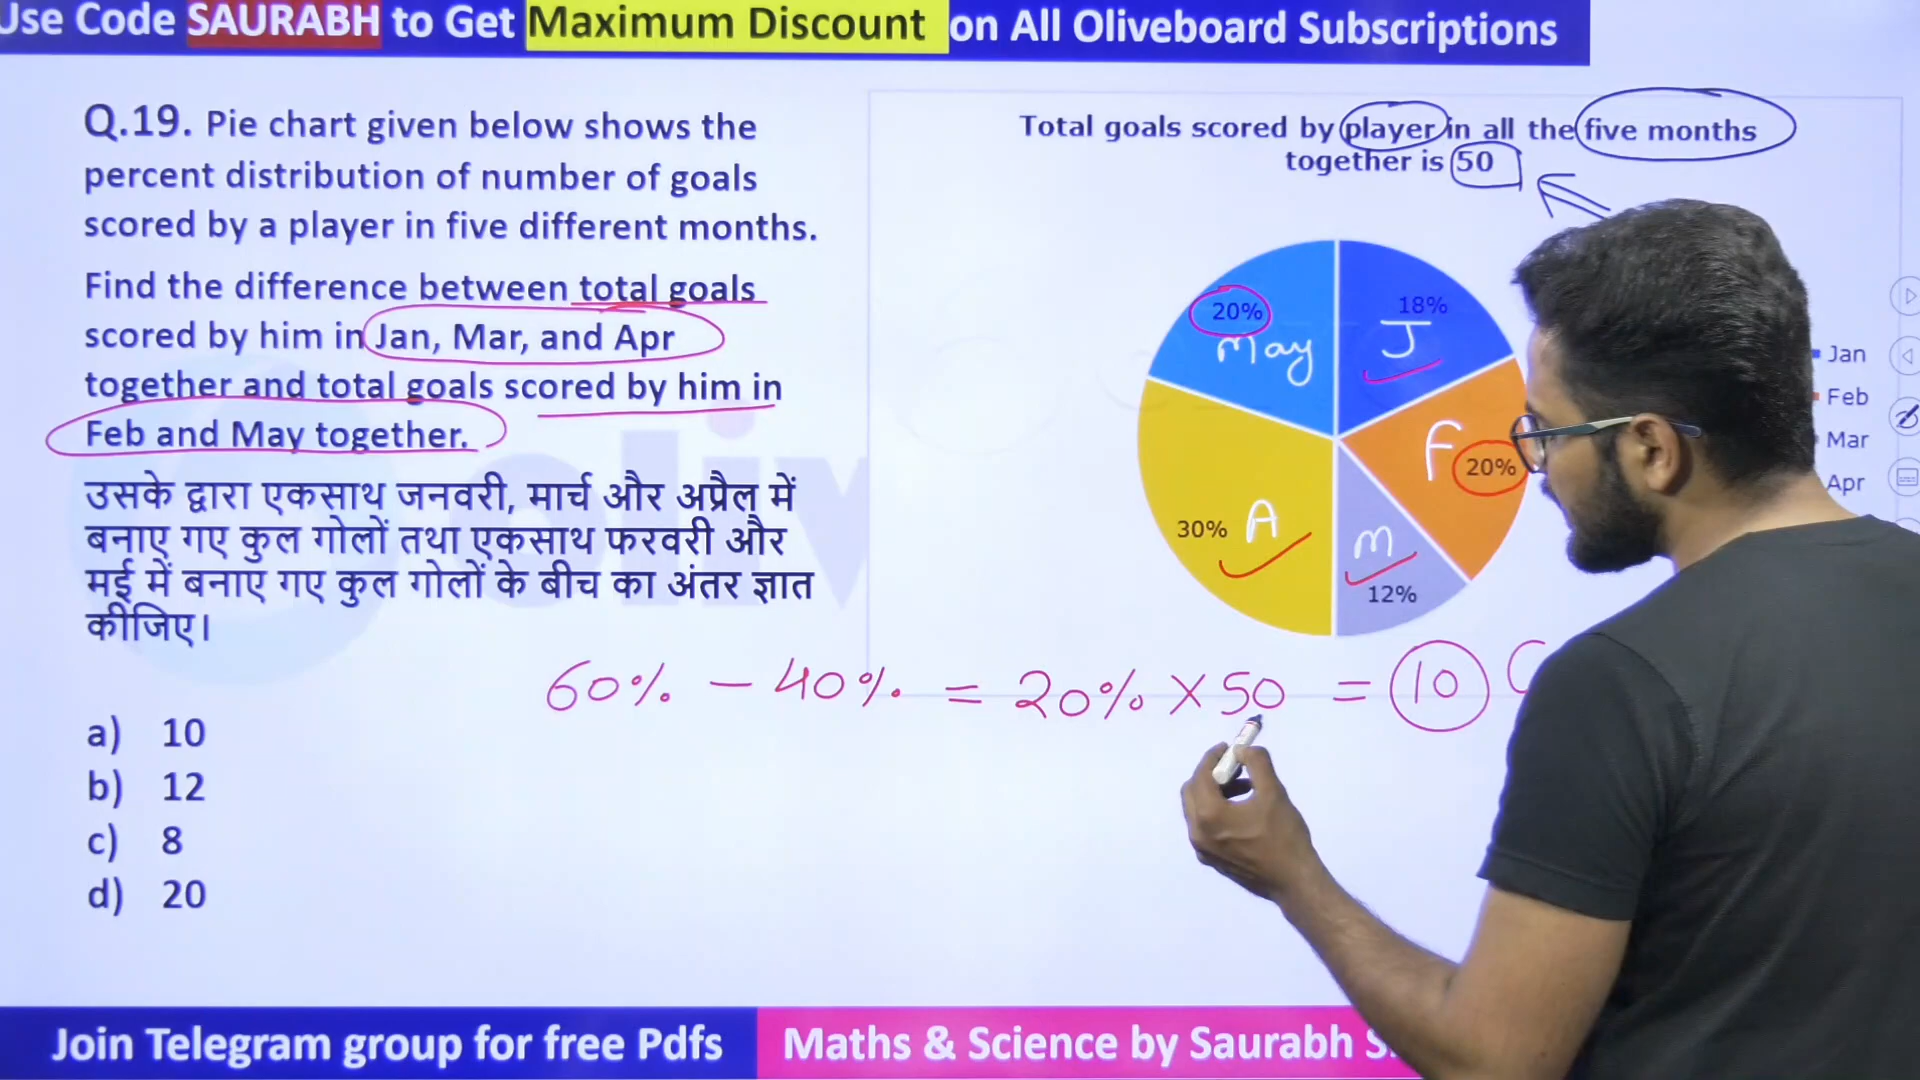 Use Code SAURABH to Get Maximum Discount on All Oliveboard Subscriptions
Q.19. Pie chart given below shows the
percent distribution of number of goals
scored by a player in five different months.
Find the difference between total goals
scored by him in Jan, Mar, and Apr
together and total goals scored by him in
Feb and May together.
उसके द्वारा एकसाथ जनवरी, मार्च और अप्रैल में
बनाए गए कुल गोलों तथा एकसाथ फरवरी और
मई में बनाए गए कुल गोलों के बीच का अंतर ज्ञात
कीजिए।
a) 10
b) 12
c) 8
d) 20
Total goals scored by player in all the five months
together is 50
20%
May
18%
J
F
20%
30%
A
M
12%
Jan
Feb
Mar
Apr
60% - 40% = 20% X 50 = 10
Join Telegram group for free Pdfs
Maths & Science by Saurabh